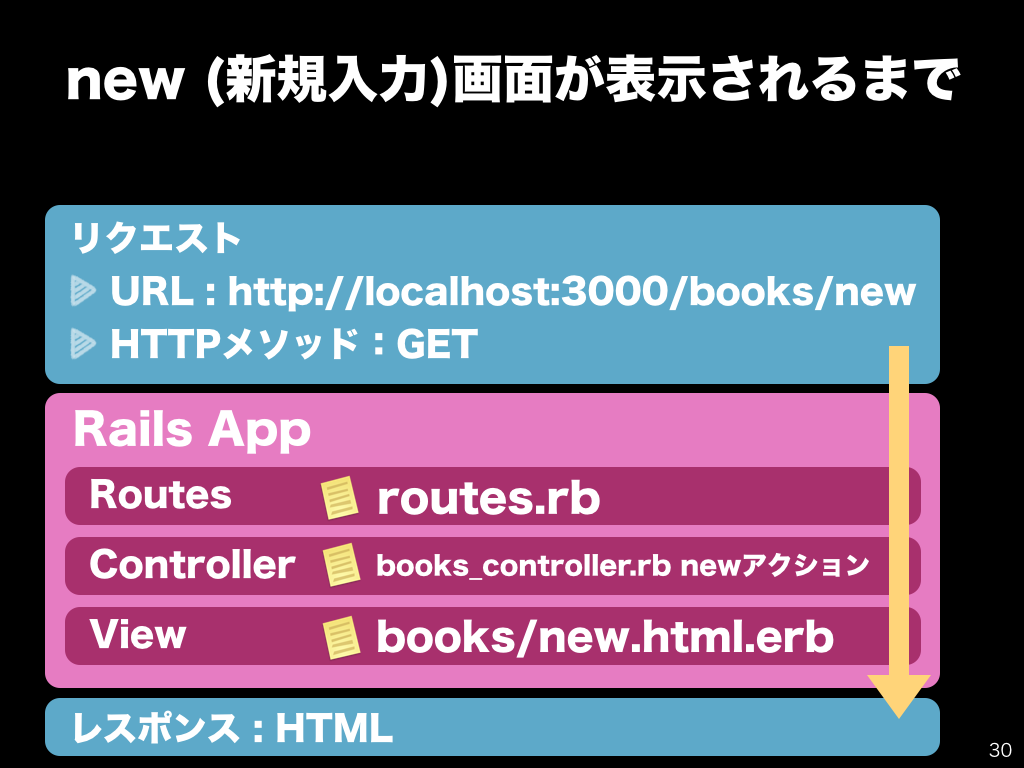 new (新規入力)画面が表示されるまで
リクエスト
URL : http://localhost:3000/books/new
HTTPメソッド：GET
Rails App
Routes routes.rb
Controller books_controller.rb newアクション
View books/new.html.erb
レスポンス : HTML
30